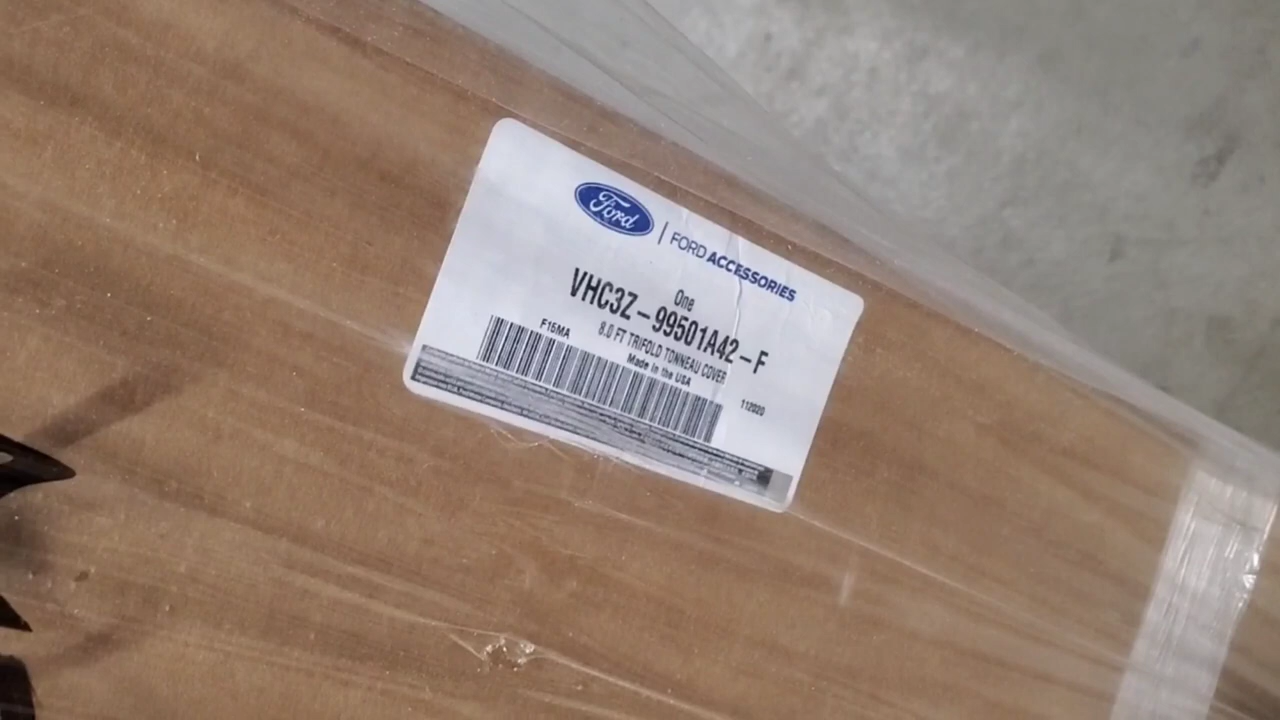 Ford | FORD ACCESSORIES
One
VHC3Z-99501A42-F
8.0 FT TRIFOLD TONNEAU COVER
F15MA
Made in the USA
112020